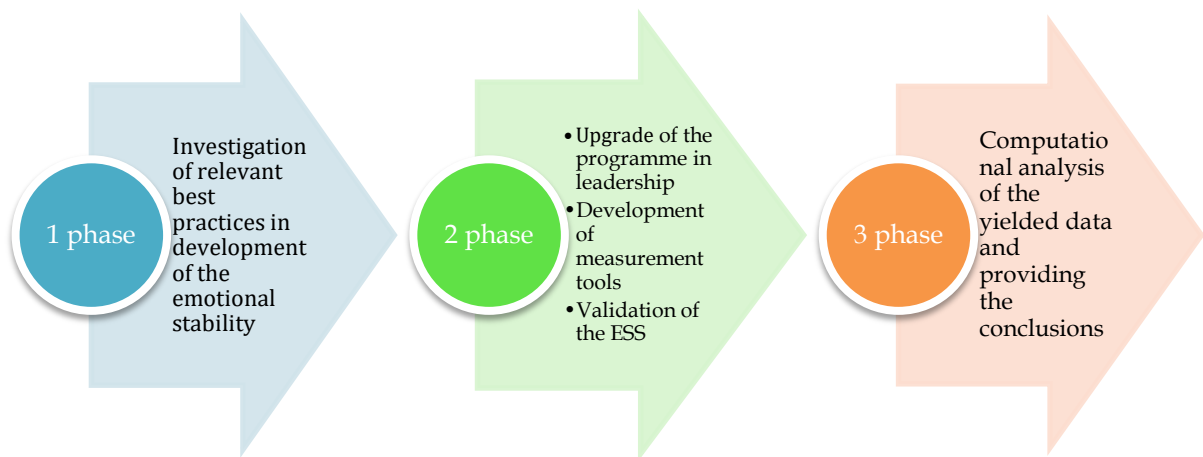 1 phase
Investigation
of relevant
best
practices in
development
of the
emotional
stability
2 phase
•Upgrade of the
programme in
leadership
•Development
of
measurement
tools
•Validation of
the ESS
3 phase
Computatio
nal analysis
of the
yielded data
and
providing
the
conclusions